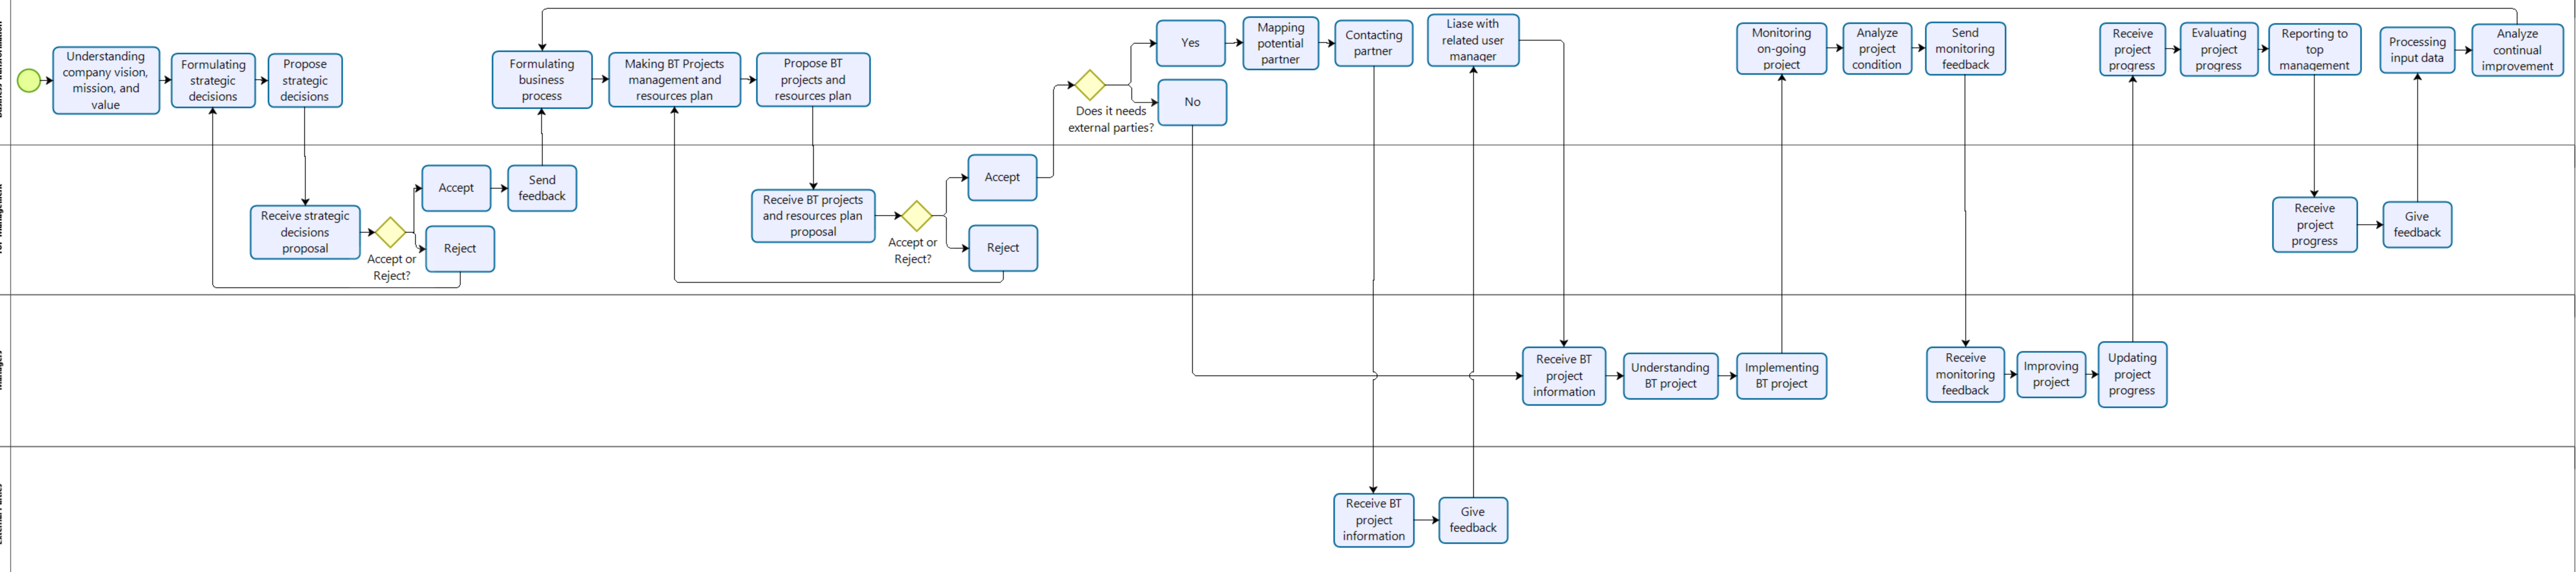 Understanding
company vision,
mission, and
value
Formulating
strategic
decisions
Propose
strategic
decisions
Formulating
business
process
Making BT Projects
management and
resources plan
Propose BT
projects and
resources plan
Does it needs
external parties?
Yes
No
Mapping
potential
partner
Contacting
partner
Liase with
related user
manager
Monitoring
on-going
project
Analyze
project
condition
Send
monitoring
feedback
Receive
project
progress
Evaluating
project
progress
Reporting to
top
management
Processing
input data
Analyze
continual
improvement
Receive strategic
decisions
proposal
Accept or
Reject?
Accept
Reject
Send
feedback
Receive BT projects
and resources plan
proposal
Accept or
Reject?
Accept
Reject
Receive
project
progress
Give
feedback
Receive BT
project
information
Understanding
BT project
Implementing
BT project
Receive
monitoring
feedback
Improving
project
Updating
project
progress
Receive BT
project
information
Give
feedback